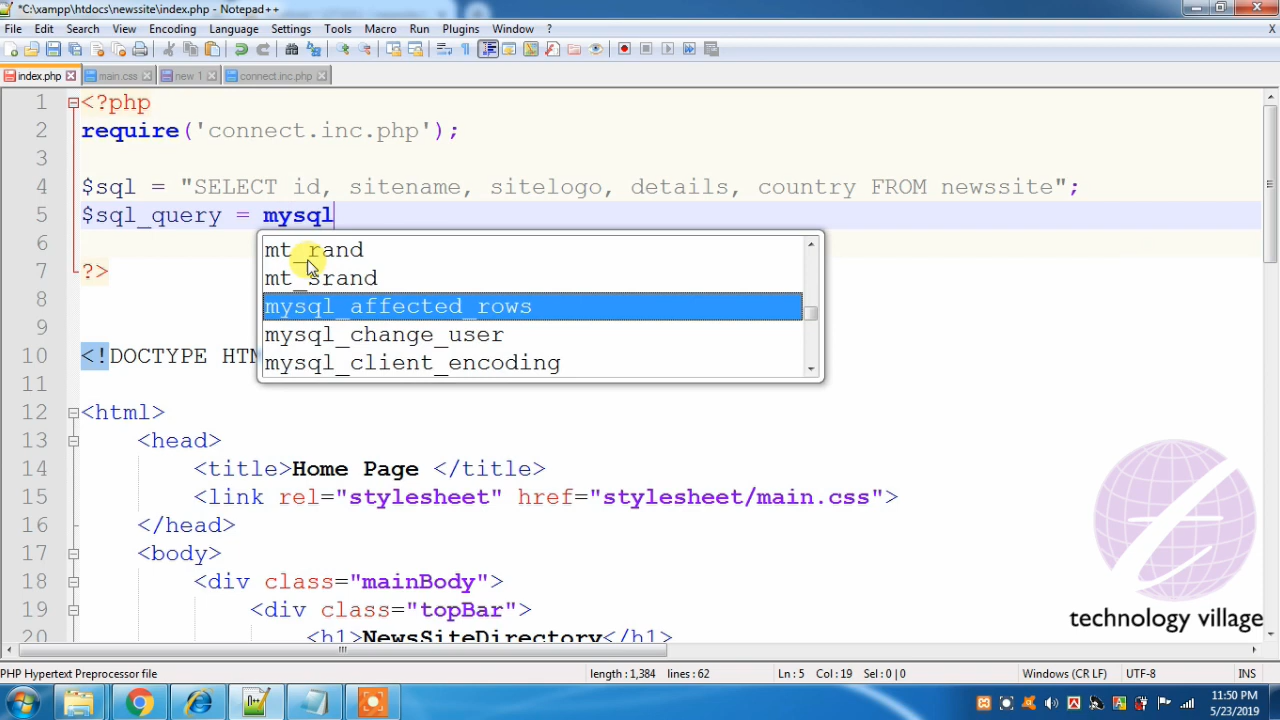 *C:\xampp\htdocs\newssite\index.php - Notepad++
File Edit Search View Encoding Language Settings Tools Macro Run Plugins Window ? X
index.php main.css new 1 connect.inc.php
1 <?php
2 require('connect.inc.php');
3
4 $sql = "SELECT id, sitename, sitelogo, details, country FROM newssite";
5 $sql_query = mysql
6
mt_rand
7 ?>
mt_srand
8
mysql_affected_rows
9
mysql_change_user
10 <!DOCTYPE HTM
mysql_client_encoding
11
12 <html>
13 <head>
14 <title>Home Page </title>
15 <link rel="stylesheet" href="stylesheet/main.css">
16 </head>
17 <body>
18 <div class="mainBody">
19 <div class="topBar">
20 <h1>NewsSiteDirectory</h1>
technology village
PHP Hypertext Preprocessor file length : 1,384 lines : 62 Ln : 5 Col : 19 Sel : 0 | 0 Windows (CR LF) UTF-8 INS
11:50 PM
5/23/2019